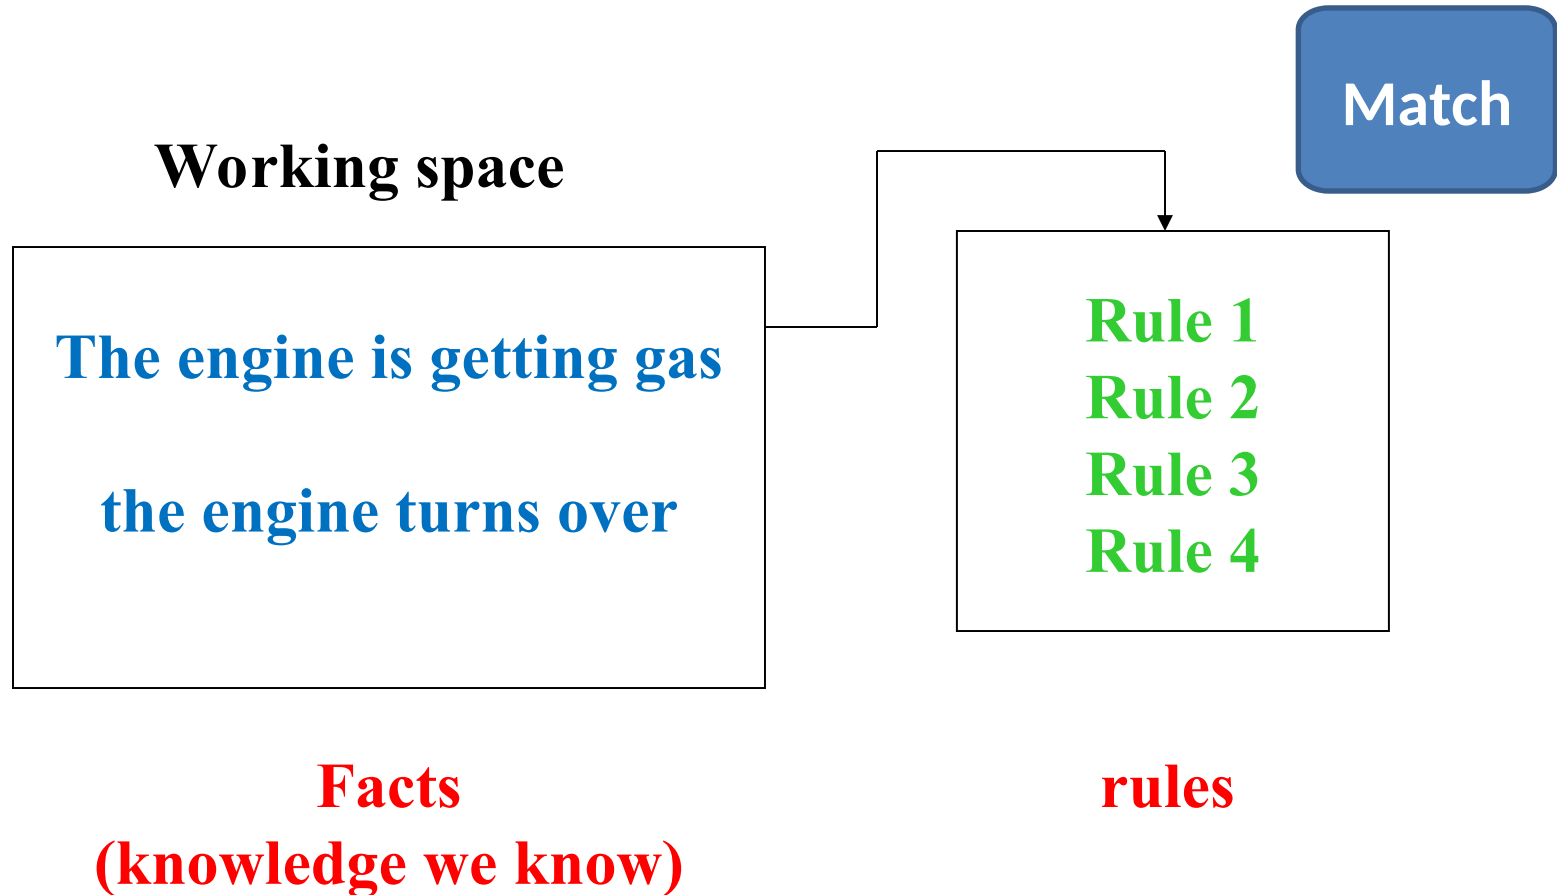 Match
Working space
The engine is getting gas
the engine turns over
Rule 1
Rule 2
Rule 3
Rule 4
Facts
(knowledge we know)
rules